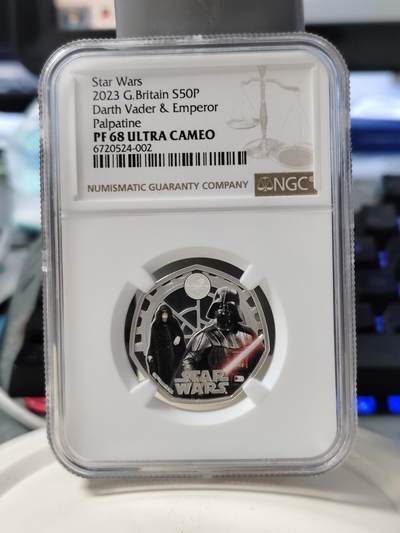 Star Wars
2023 G.Britain S50P
Darth Vader & Emperor
Palpatine
PF 68 ULTRA CAMEO
6720524-002
NUMISMATIC GUARANTY COMPANY
NGC
STAR
WARS